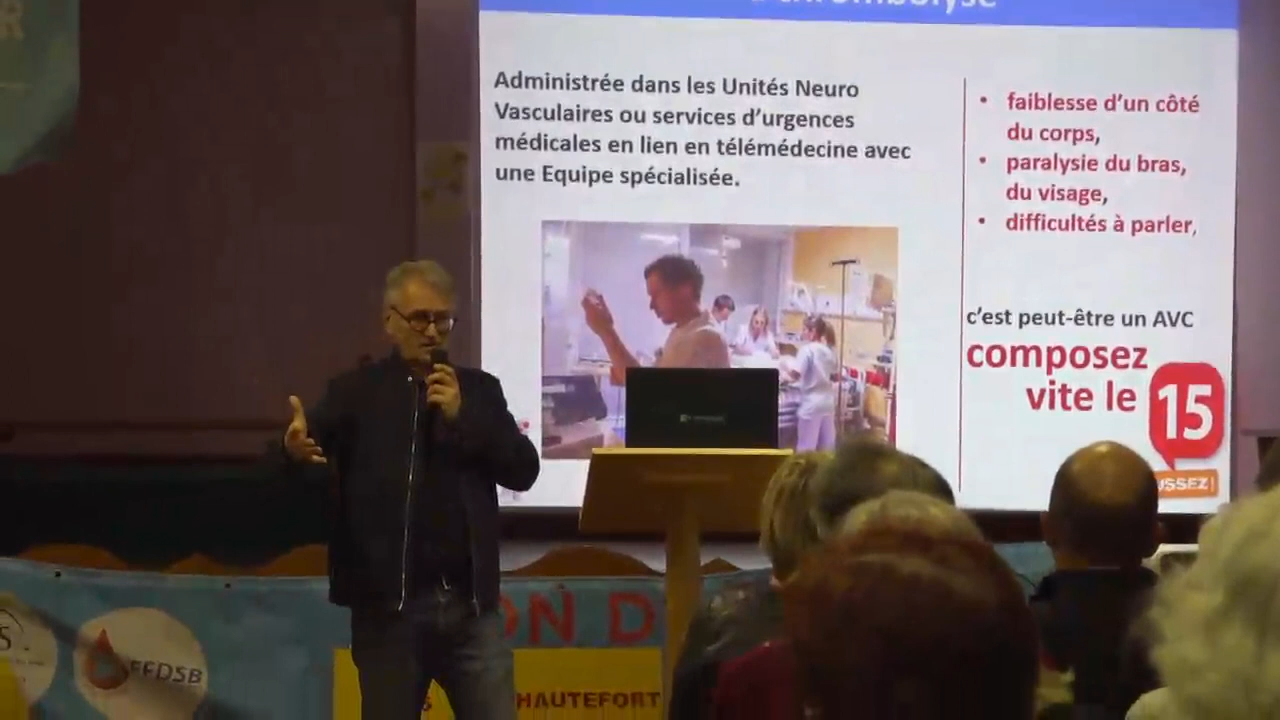 thrombolyse
Administrée dans les Unités Neuro
Vasculaires ou services d'urgences
médicales en lien en télémédecine avec
une Equipe spécialisée.
• faiblesse d'un côté
du corps,
• paralysie du bras,
du visage,
• difficultés à parler,
c'est peut-être un AVC
composez
vite le
15
ON D
FFDSB
HAUTEFORT